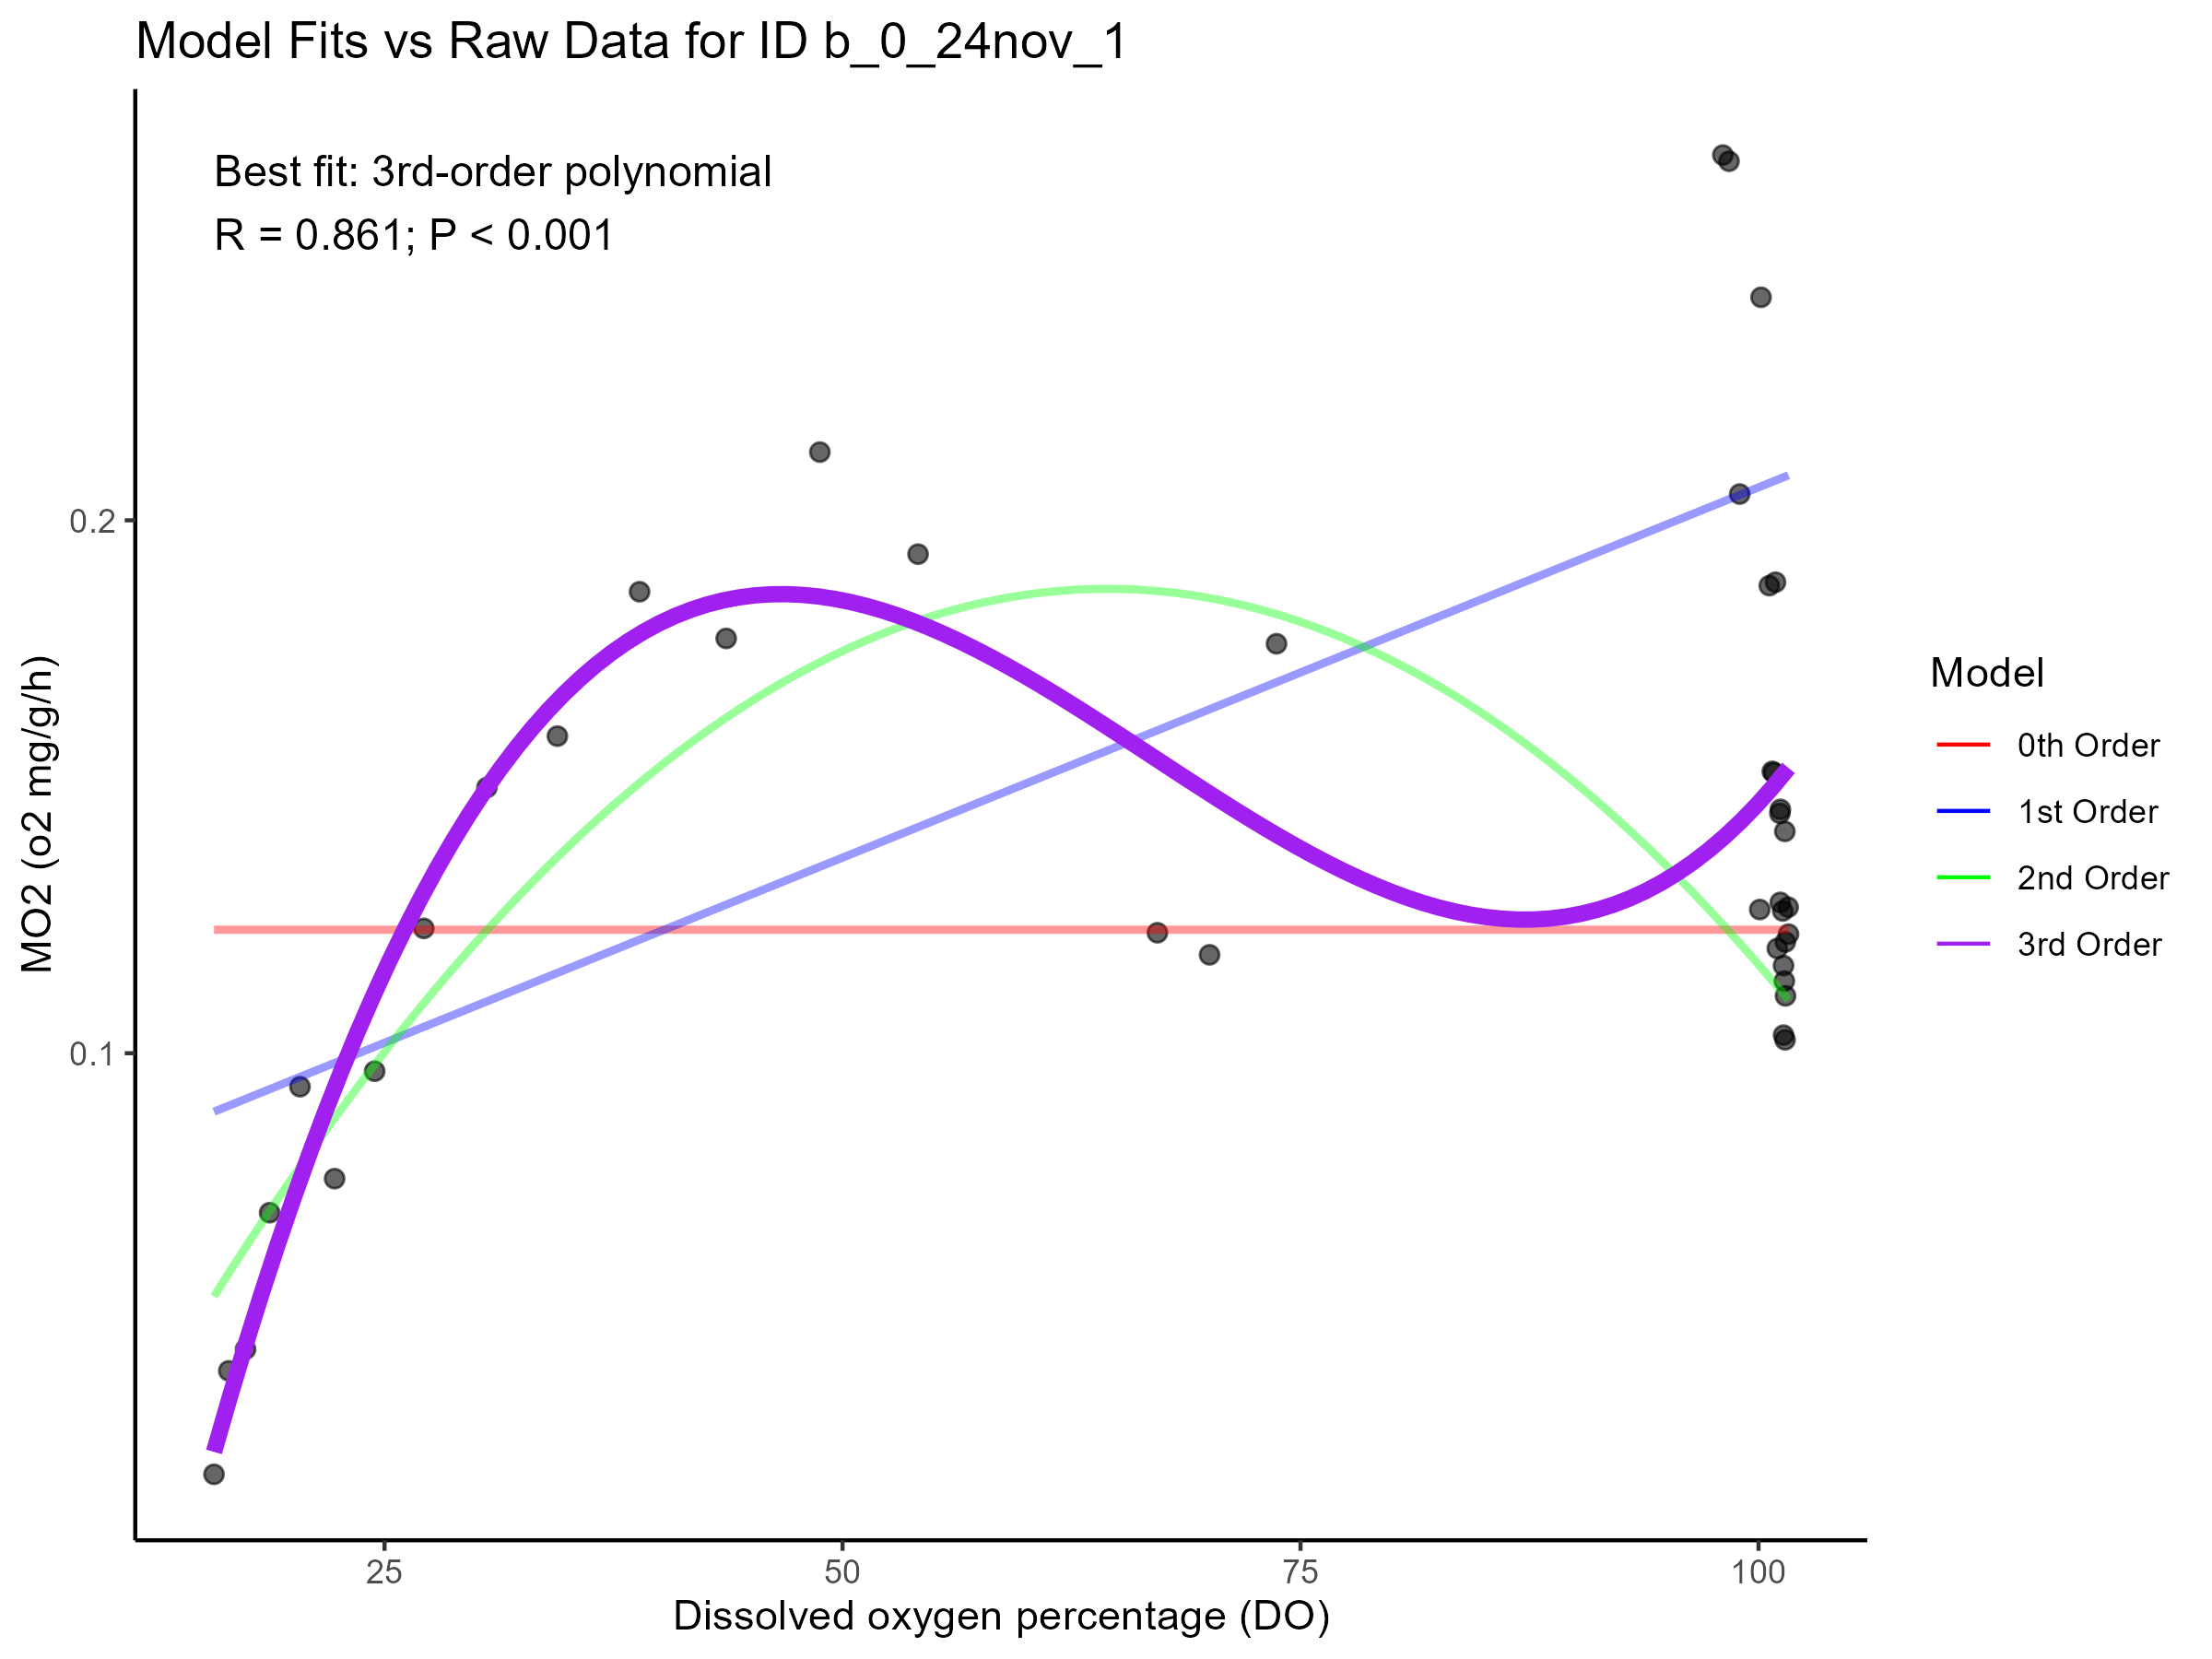 Model Fits vs Raw Data for ID b_0_24nov_1
Best fit: 3rd-order polynomial
R = 0.861; P < 0.001
MO2 (o2 mg/g/h)
0.2
0.1
25
50
75
100
Dissolved oxygen percentage (DO)
Model
0th Order
1st Order
2nd Order
3rd Order